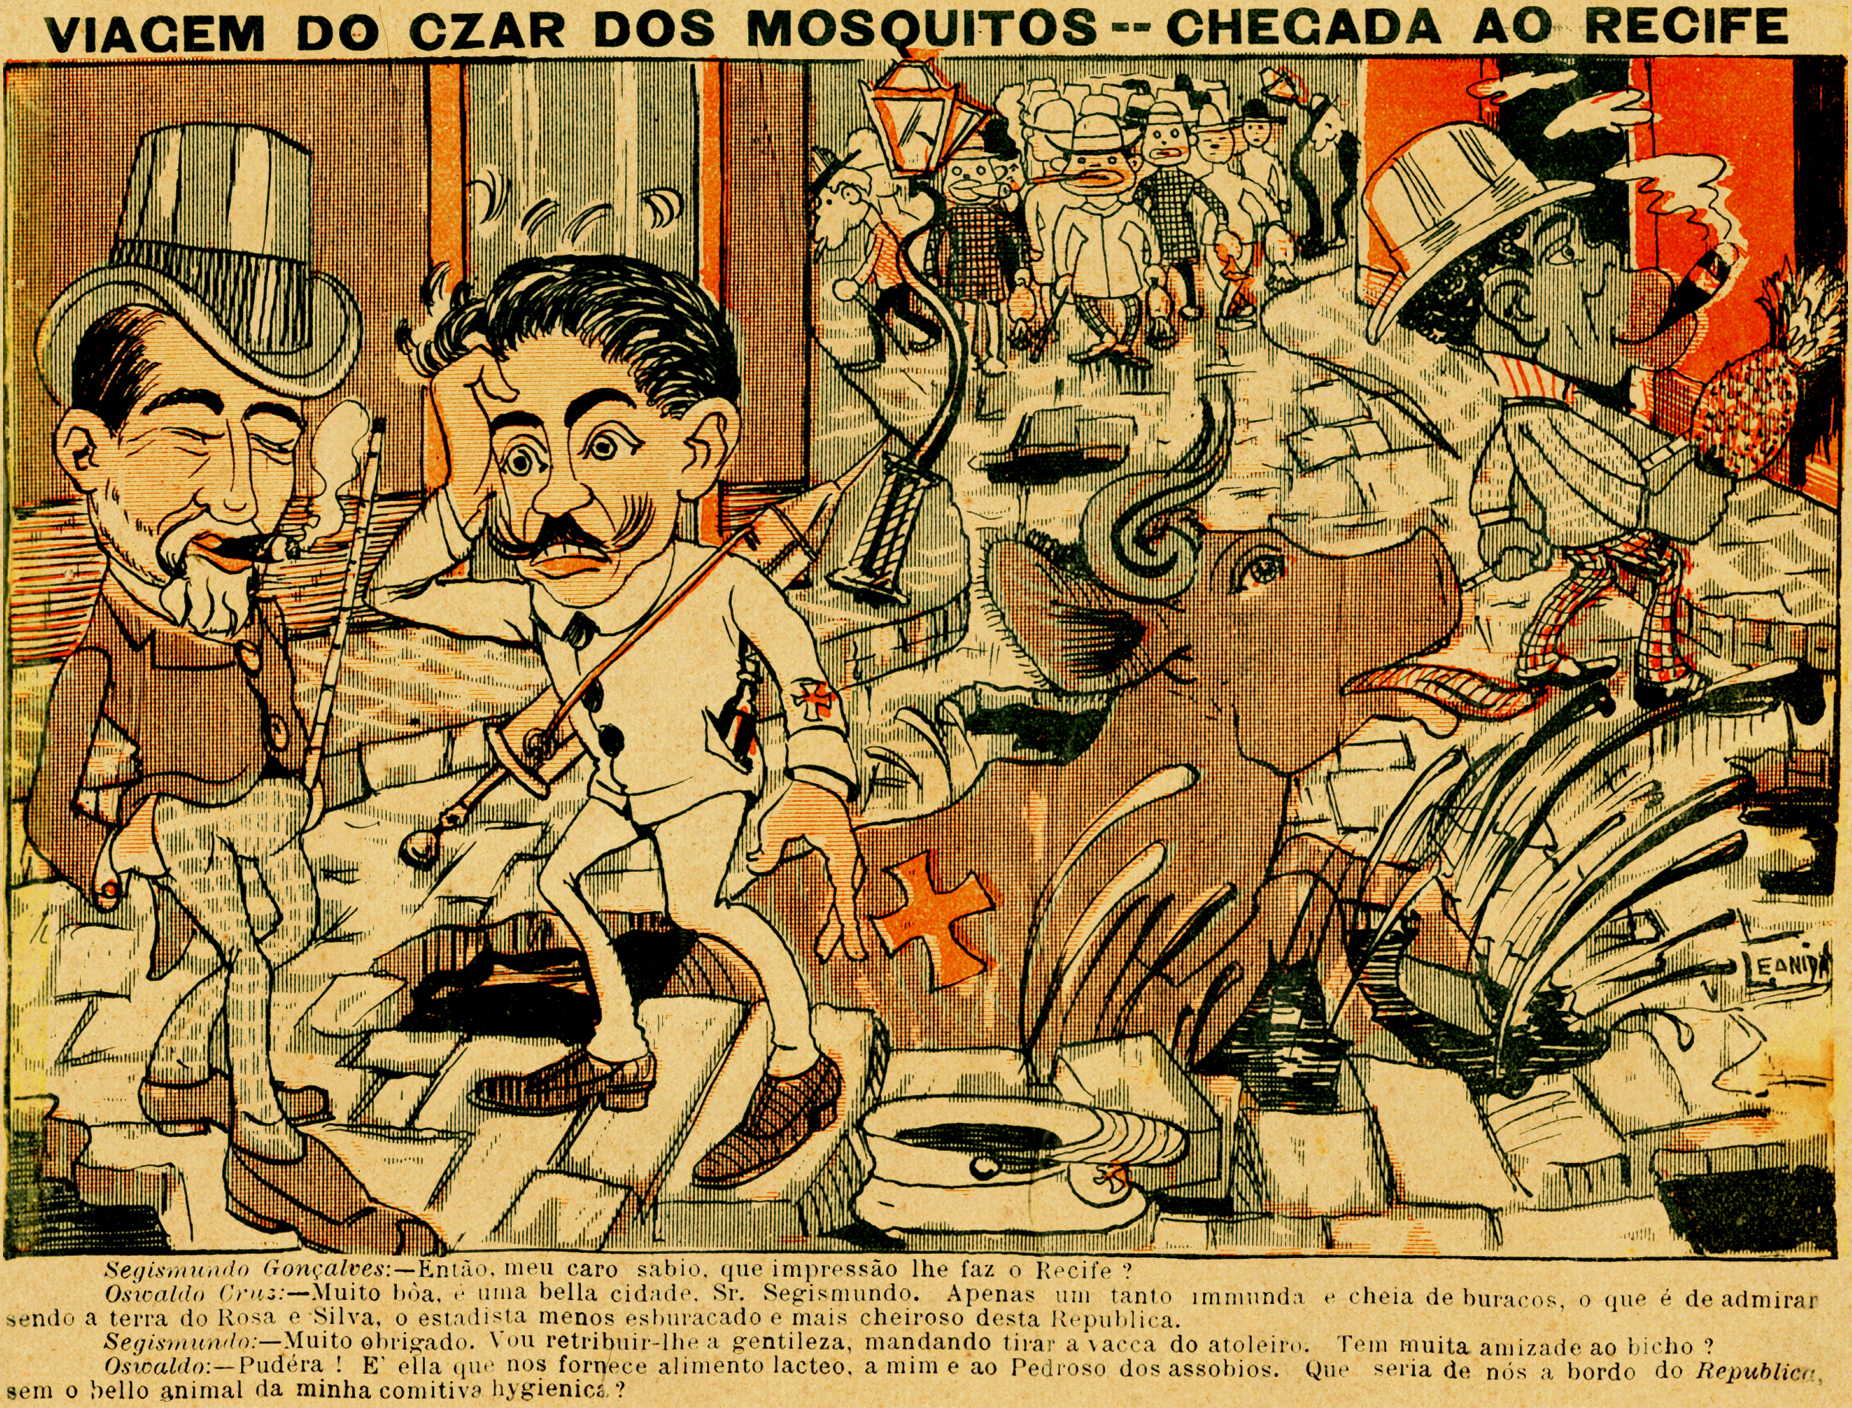 VIAGEM DO CZAR DOS MOSQUITOS -- CHEGADA AO RECIFE
LEONIDA
Segismundo Gonçalves:—Então, meu caro sabio, que impressão lhe faz o Recife ?
Oswaldo Cruz:—Muito bòa, é uma bella cidade, Sr. Segismundo. Apenas um tanto immunda e cheia de buracos, o que é de admirar
sendo a terra do Rosa e Silva, o estadista menos esburacado e mais cheiroso desta Republica.
Segismundo:—Muito obrigado. Vou retribuir-lhe a gentileza, mandando tirar a vacca do atoleiro. Tem muita amizade ao bicho ?
Oswaldo:—Pudéra ! E' ella que nos fornece alimento lacteo, a mim e ao Pedroso dos assobios. Que seria de nós a bordo do Republica,
sem o bello animal da minha comitiva hygienica ?